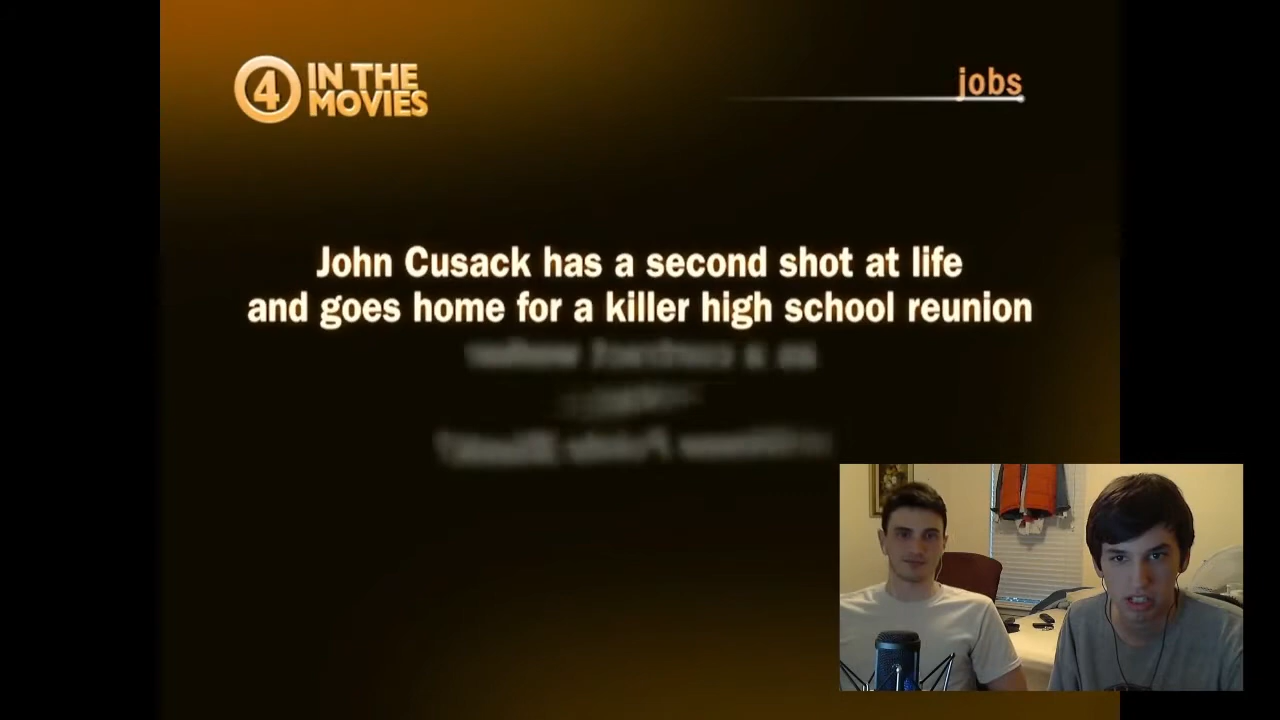 4 IN THE
MOVIES
jobs
John Cusack has a second shot at life
and goes home for a killer high school reunion